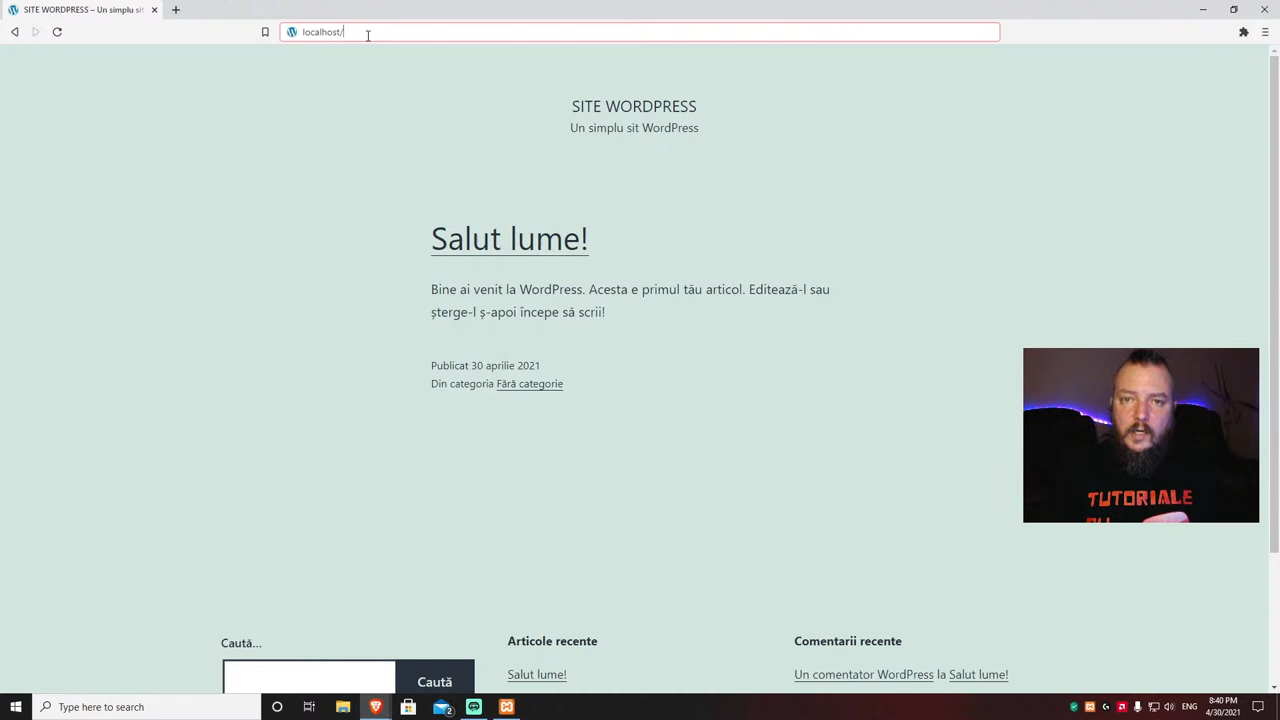 SITE WORDPRESS – Un simplu sit
localhost/
SITE WORDPRESS
Un simplu sit WordPress
Salut lume!
Bine ai venit la WordPress. Acesta e primul tău articol. Editează-l sau
șterge-l ș-apoi începe să scrii!
Publicat 30 aprilie 2021
Din categoria Fără categorie
TUTORIALE
Caută...
Caută
Articole recente
Salut lume!
Comentarii recente
Un comentator WordPress la Salut lume!
Type here to search
2
ENG
8:40 PM
4/30/2021